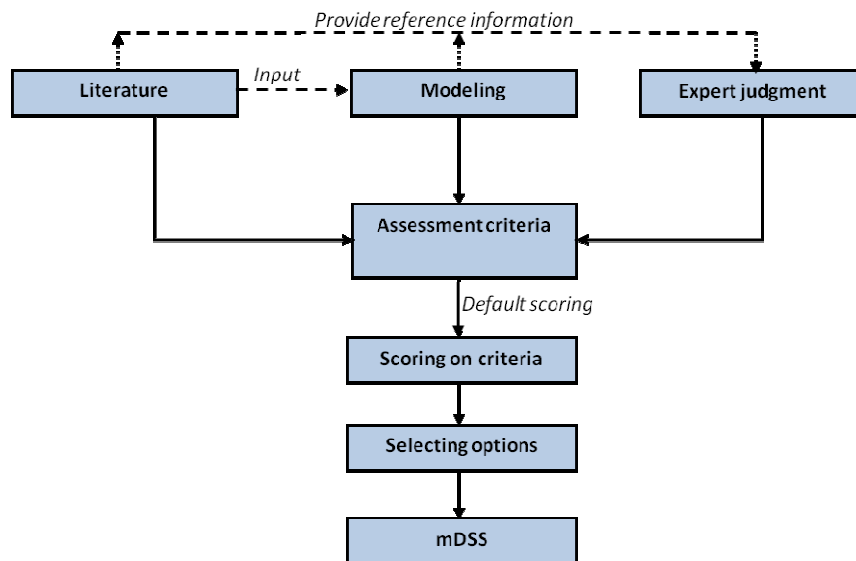 Provide reference information
Input
Literature
Modeling
Expert judgment
Assessment criteria
Default scoring
Scoring on criteria
Selecting options
mDSS